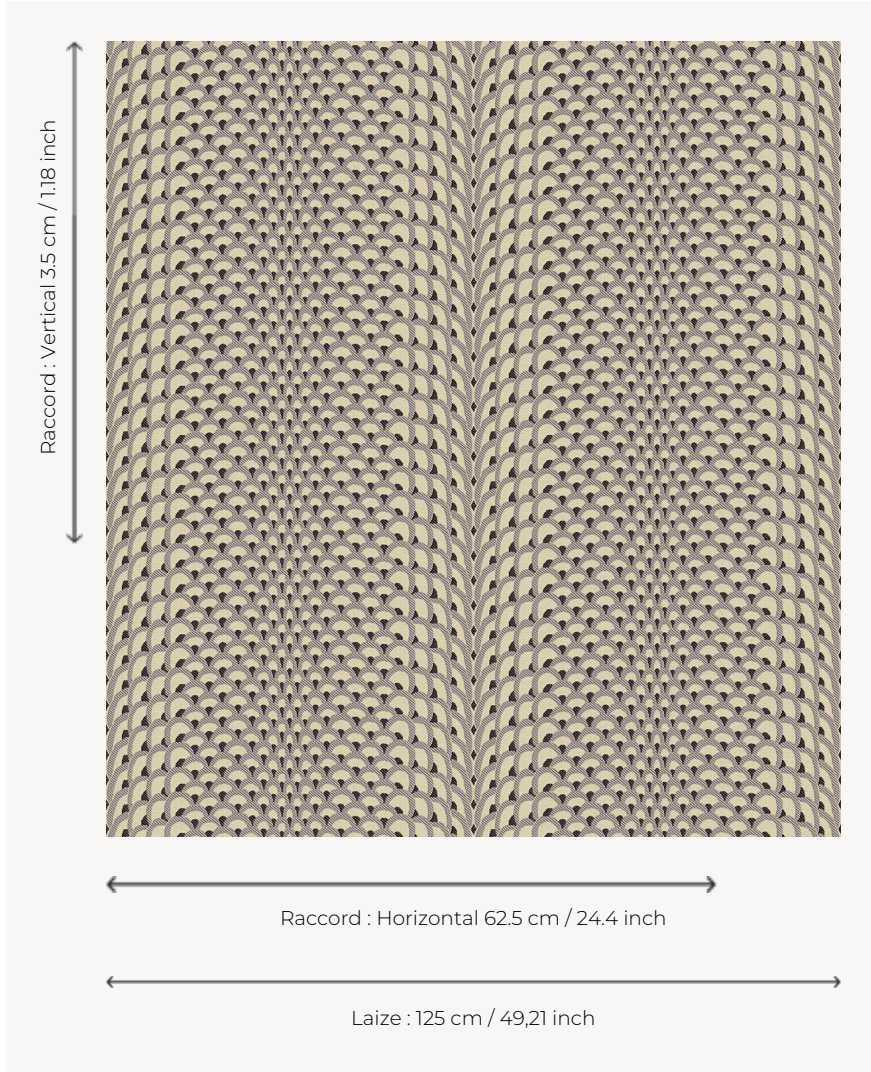 Raccord : Vertical 3.5 cm / 1.18 inch
Raccord : Horizontal 62.5 cm / 24.4 inch
Laize : 125 cm / 49,21 inch